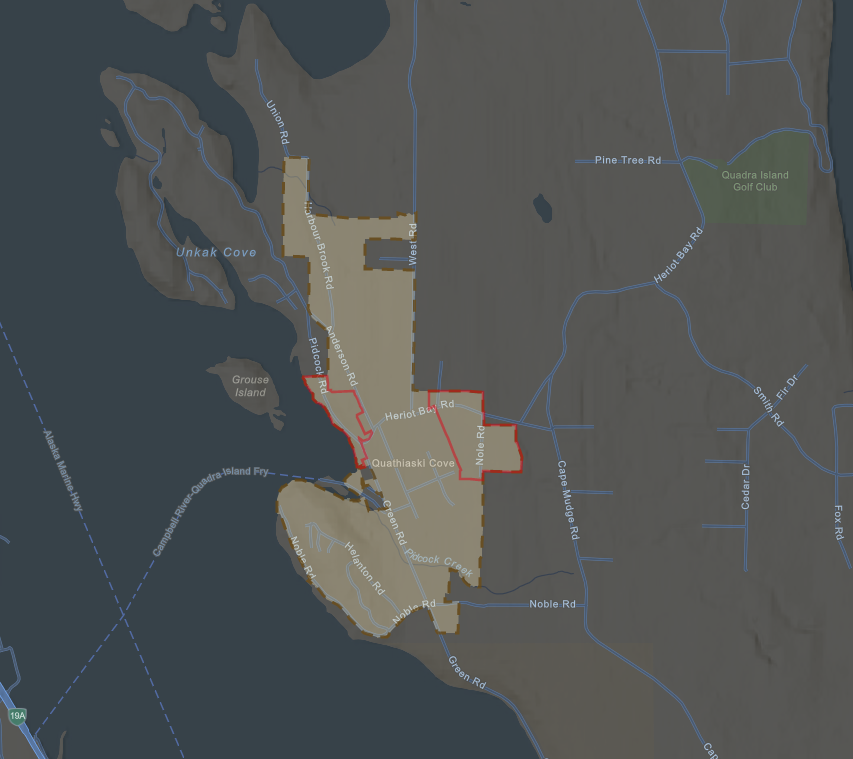 Union Rd
Pine Tree Rd
Quadra Island
Golf Club
Harbour Brook Rd
West Rd
Unkak Cove
Heriot Bay Rd
Anderson Rd
Pidcock Rd
Grouse
Island
Fir Dr
Smith Rd
Heriot Bay Rd
Nole Rd
Quathiaski Cove
Alaska Marine Hwy
Campbell River-Quadra Island Fry
Cape Mudge Rd
Cedar Dr
Fox Rd
Green Rd
Noble Rd
Helanton Rd
Pidcock Creek
Noble Rd
Noble Rd
Green Rd
19A
Cap